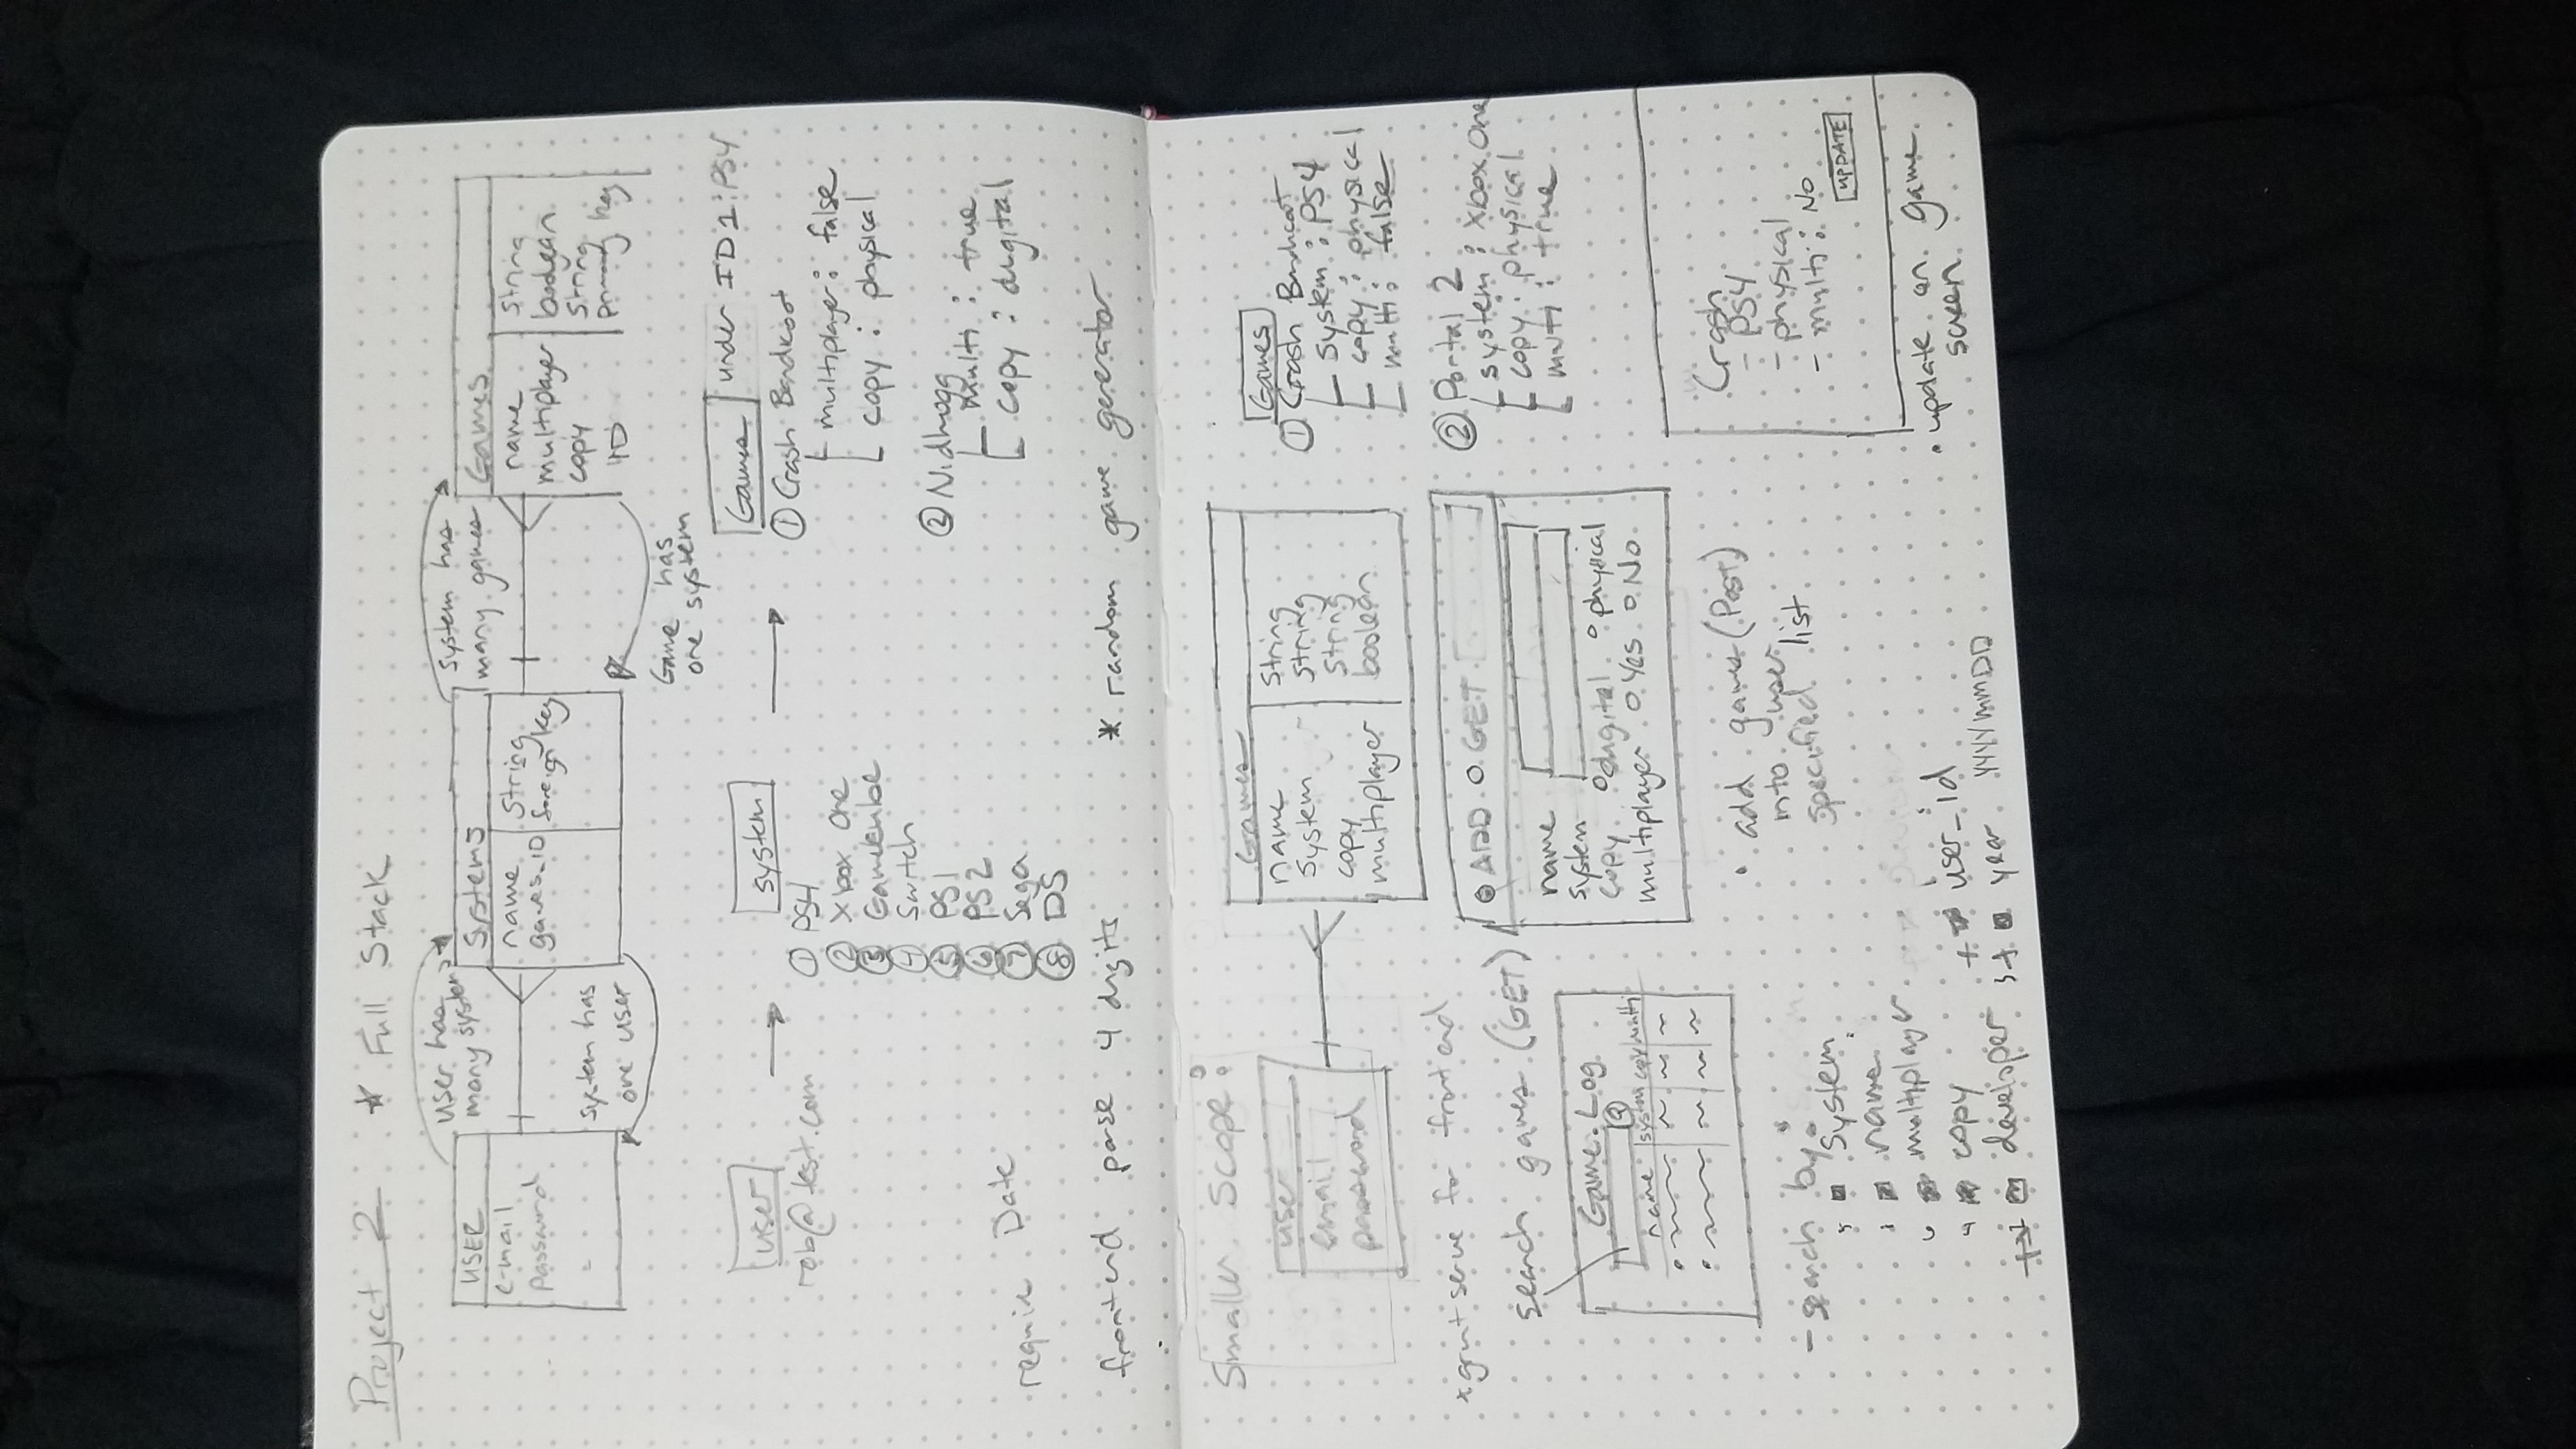 Project 2 * Full Stack
user has
many systems
system has
many games
USER
e-mail
password
Systems
name String
games_ID foreign key
Games
name string
multiplayer boolean
copy string
ID primary key
system has
one user
Game has
one system
user
rob@test.com
system
① PS4
② Xbox One
③ Gamecube
④ Switch
⑤ PS1
⑥ PS2
⑦ Sega
⑧ DS
Games under ID 1: PS4
① Crash Bandicoot
multiplayer: false
copy: physical
② Nidhogg
multi: true
copy: digital
require Date
frontend parse 4 digits
* random game generator
Smaller Scope:
user
email
password
Games
name string
system string
copy string
multiplayer boolean
Games
① Crash Bandicoot
system: PS4
copy: physical
multi: false
② Portal 2
system: Xbox One
copy: physical
multi: true
* grunt serve for frontend
search games (GET)
Game Log
name system copy multi
ADD GET
name
system
copy digital physical
multiplayer Yes No
- search by:
5 system
1 name
6 multiplayer
4 copy
developer
+ user_id
3 + year YYYYMMDD
• add games (Post)
into user
specified list
Crash
- PS4
- physical
- multi: No
UPDATE
• update on game
screen